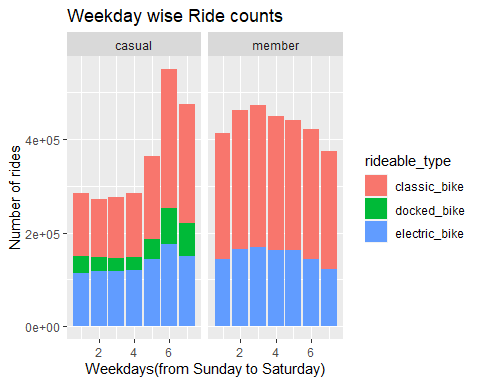 Weekday wise Ride counts
casual member
4e+05
2e+05
0e+00
2 4 6 2 4 6
Number of rides
Weekdays(from Sunday to Saturday)
rideable_type
classic_bike
docked_bike
electric_bike